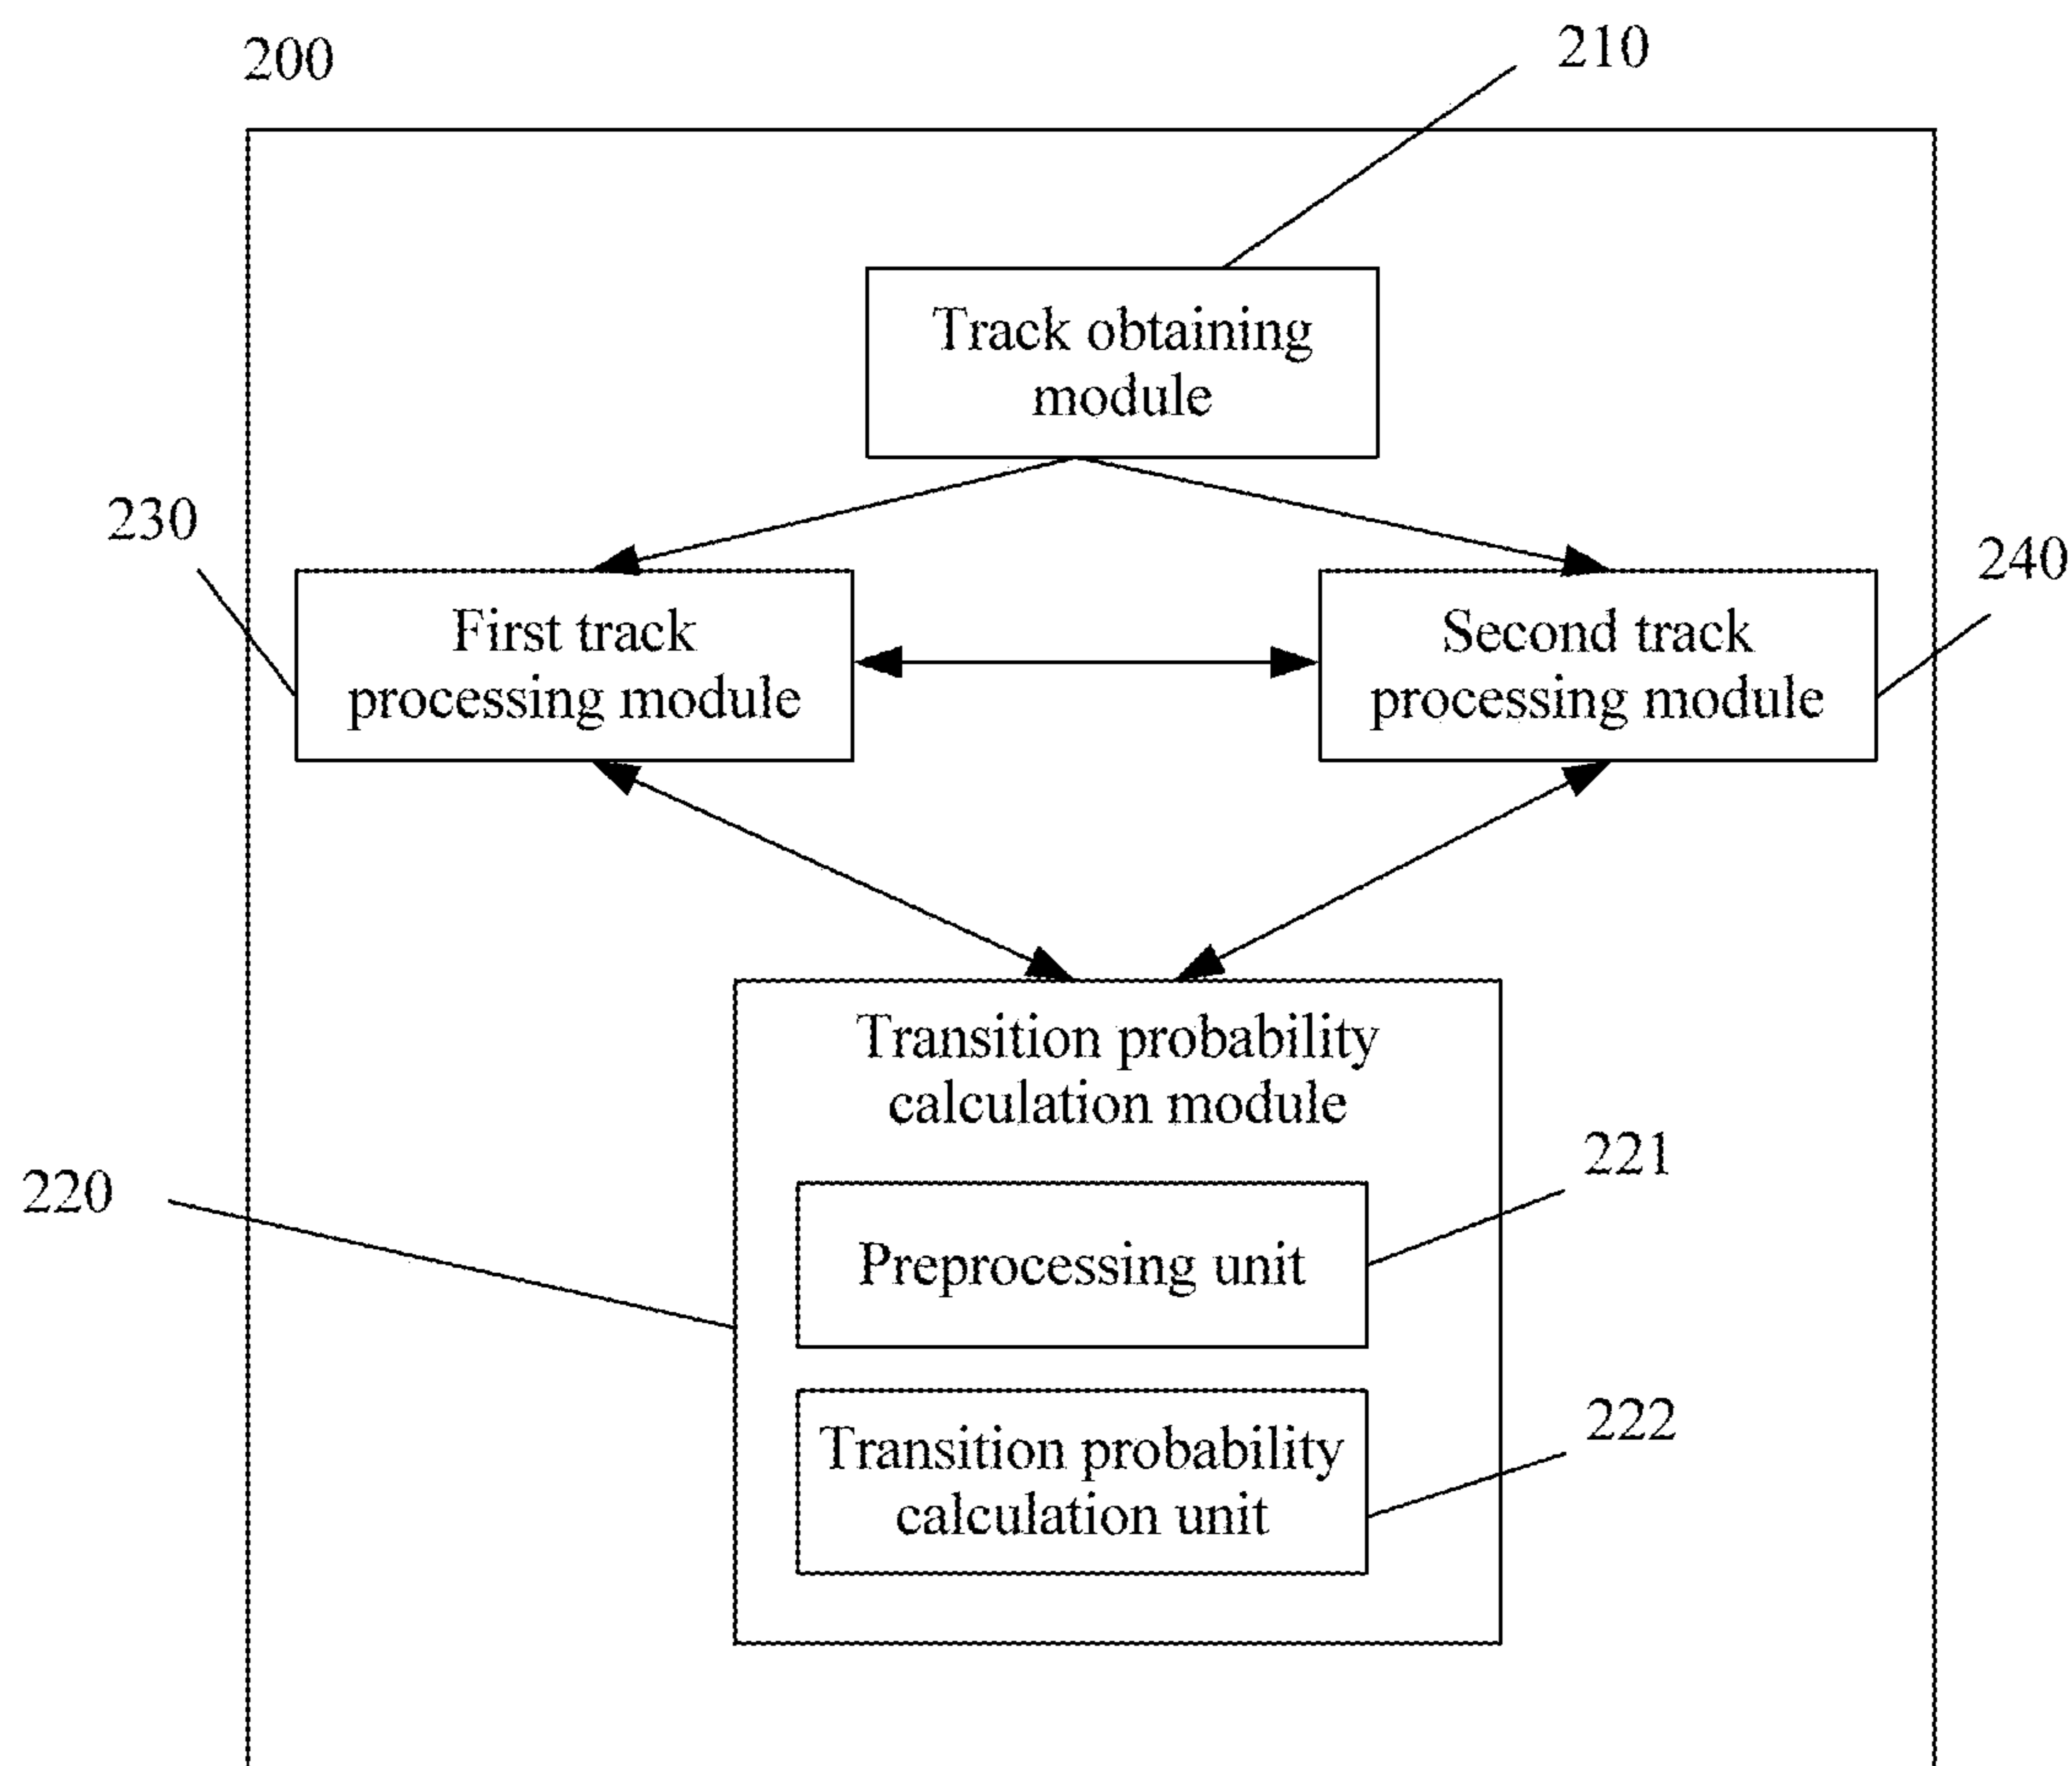 200
210
Track obtaining
module
230
240
First track
processing module
Second track
processing module
Transition probability
calculation module
221
220
Preprocessing unit
222
Transition probability
calculation unit